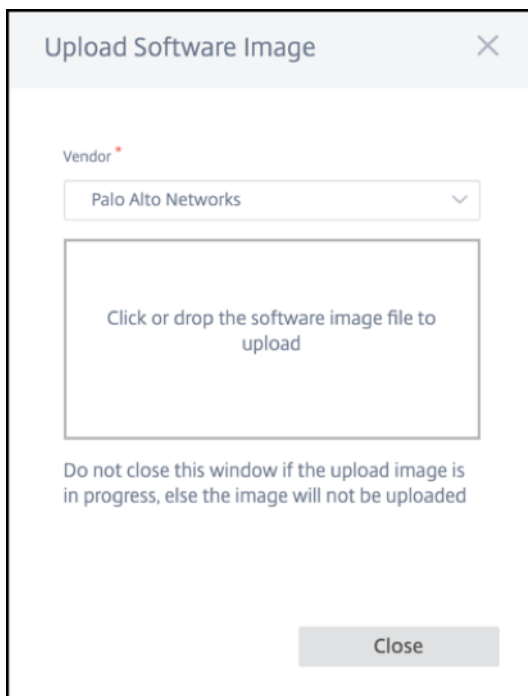 Upload Software Image
Vendor *
Palo Alto Networks
Click or drop the software image file to
upload
Do not close this window if the upload image is
in progress, else the image will not be uploaded
Close